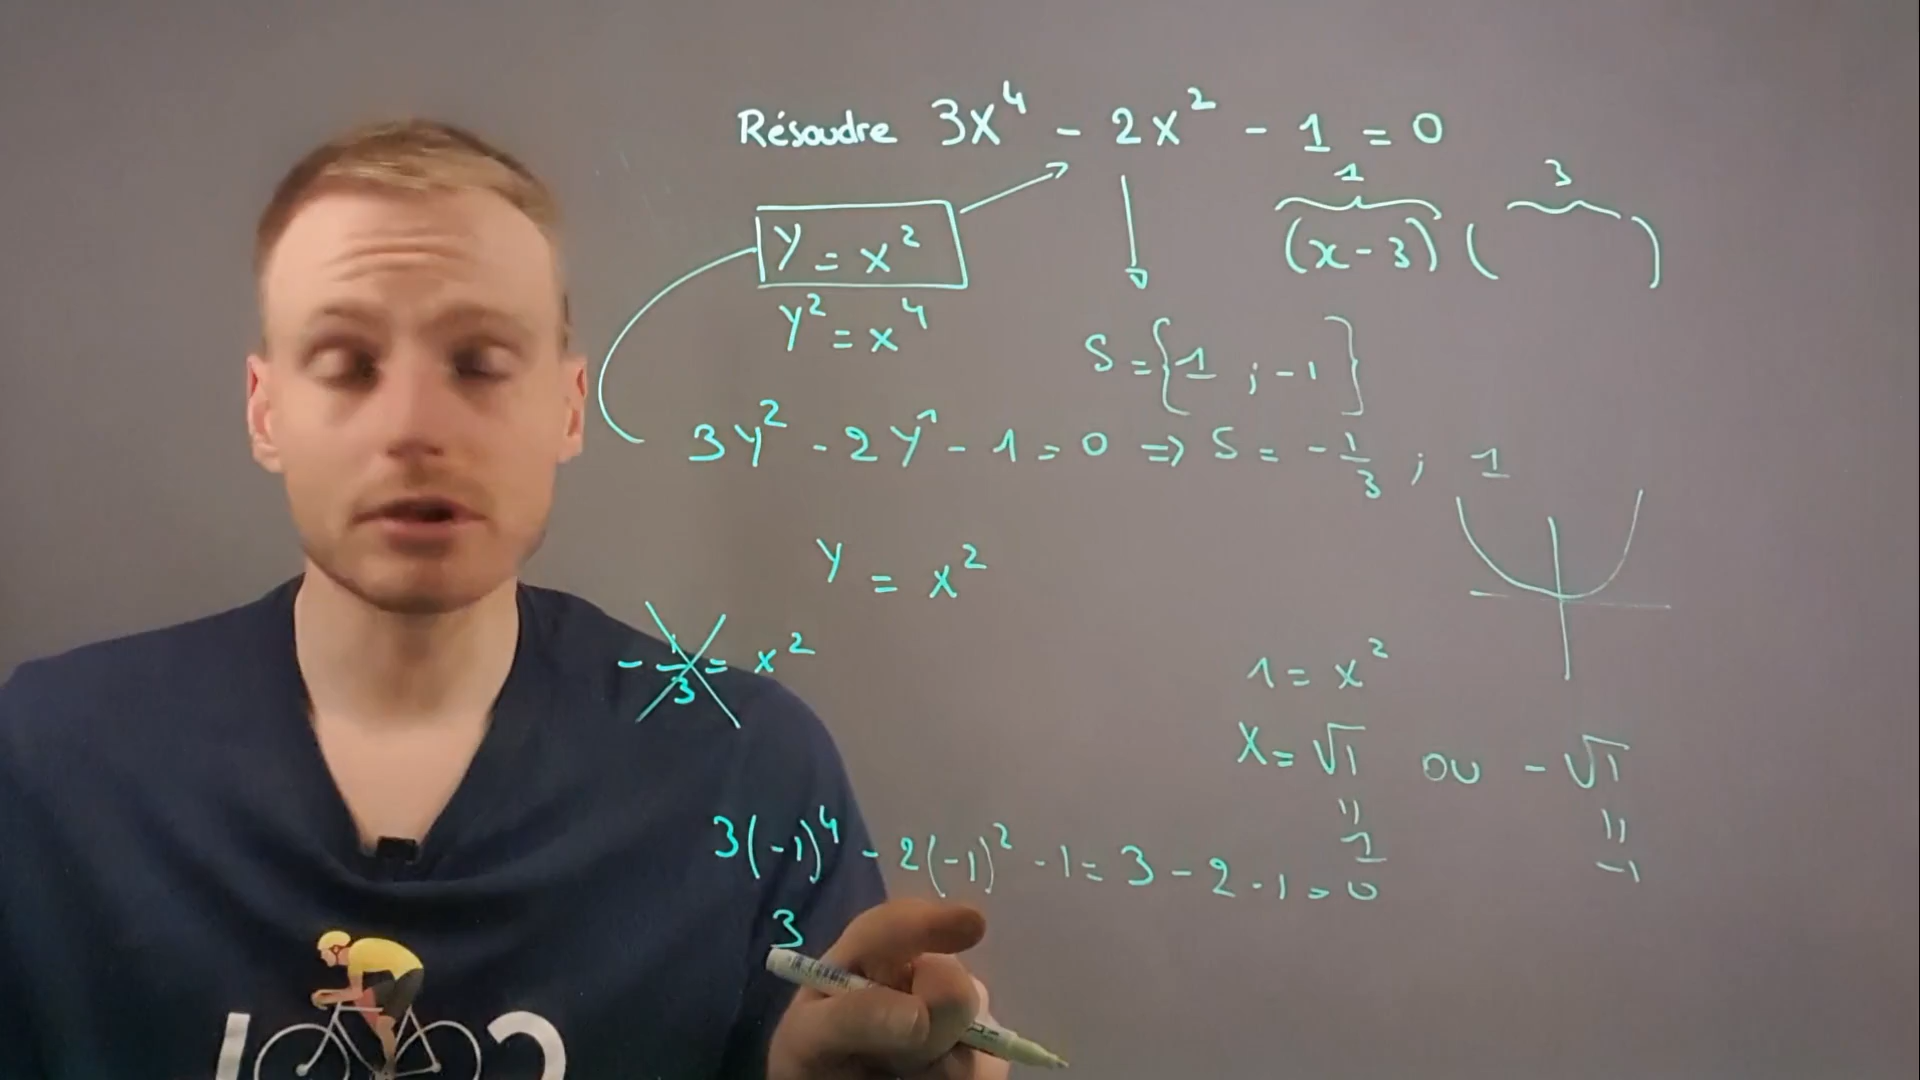 Résoudre 3x⁴ - 2x² - 1 = 0
1 3
(x-3) ( )
y = x²
y² = x⁴
S = {1 ; -1}
3y² - 2y¹ - 1 = 0 => S = -1/3 ; 1
y = x²
-1/3 = x²
1 = x²
x = √1 ou -√1
= =
1 -1
3(-1)⁴ - 2(-1)² - 1 = 3 - 2 - 1 = 0
3